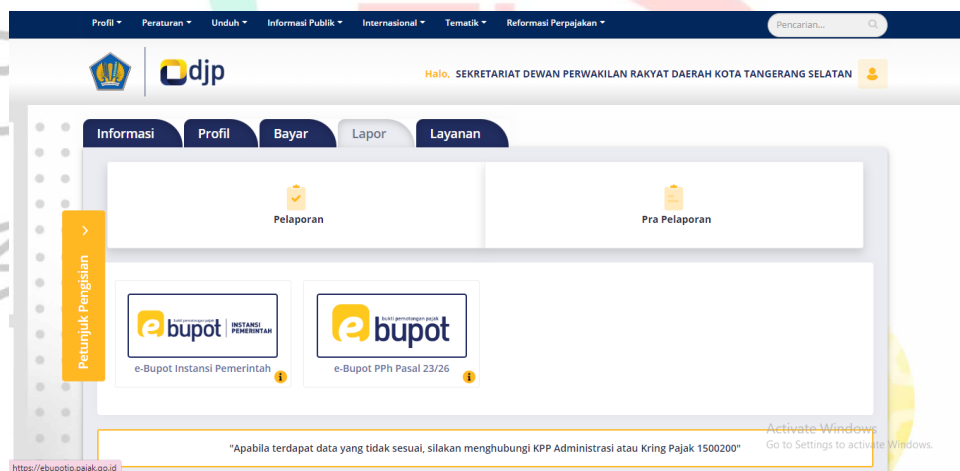 Profil Peraturan Unduh Informasi Publik Internasional Tematik Reformasi Perpajakan Pencarian...
djp
Halo, SEKRETARIAT DEWAN PERWAKILAN RAKYAT DAERAH KOTA TANGERANG SELATAN
Informasi Profil Bayar Lapor Layanan
Pelaporan Pra Pelaporan
Petunjuk Pengisian
bukti pemotongan pajak
e bupot INSTANSI PEMERINTAH
e-Bupot Instansi Pemerintah
bukti pemotongan pajak
e bupot
e-Bupot PPh Pasal 23/26
"Apabila terdapat data yang tidak sesuai, silakan menghubungi KPP Administrasi atau Kring Pajak 1500200"
Activate Windows
Go to Settings to activate Windows.
https://ebupotip.pajak.go.id